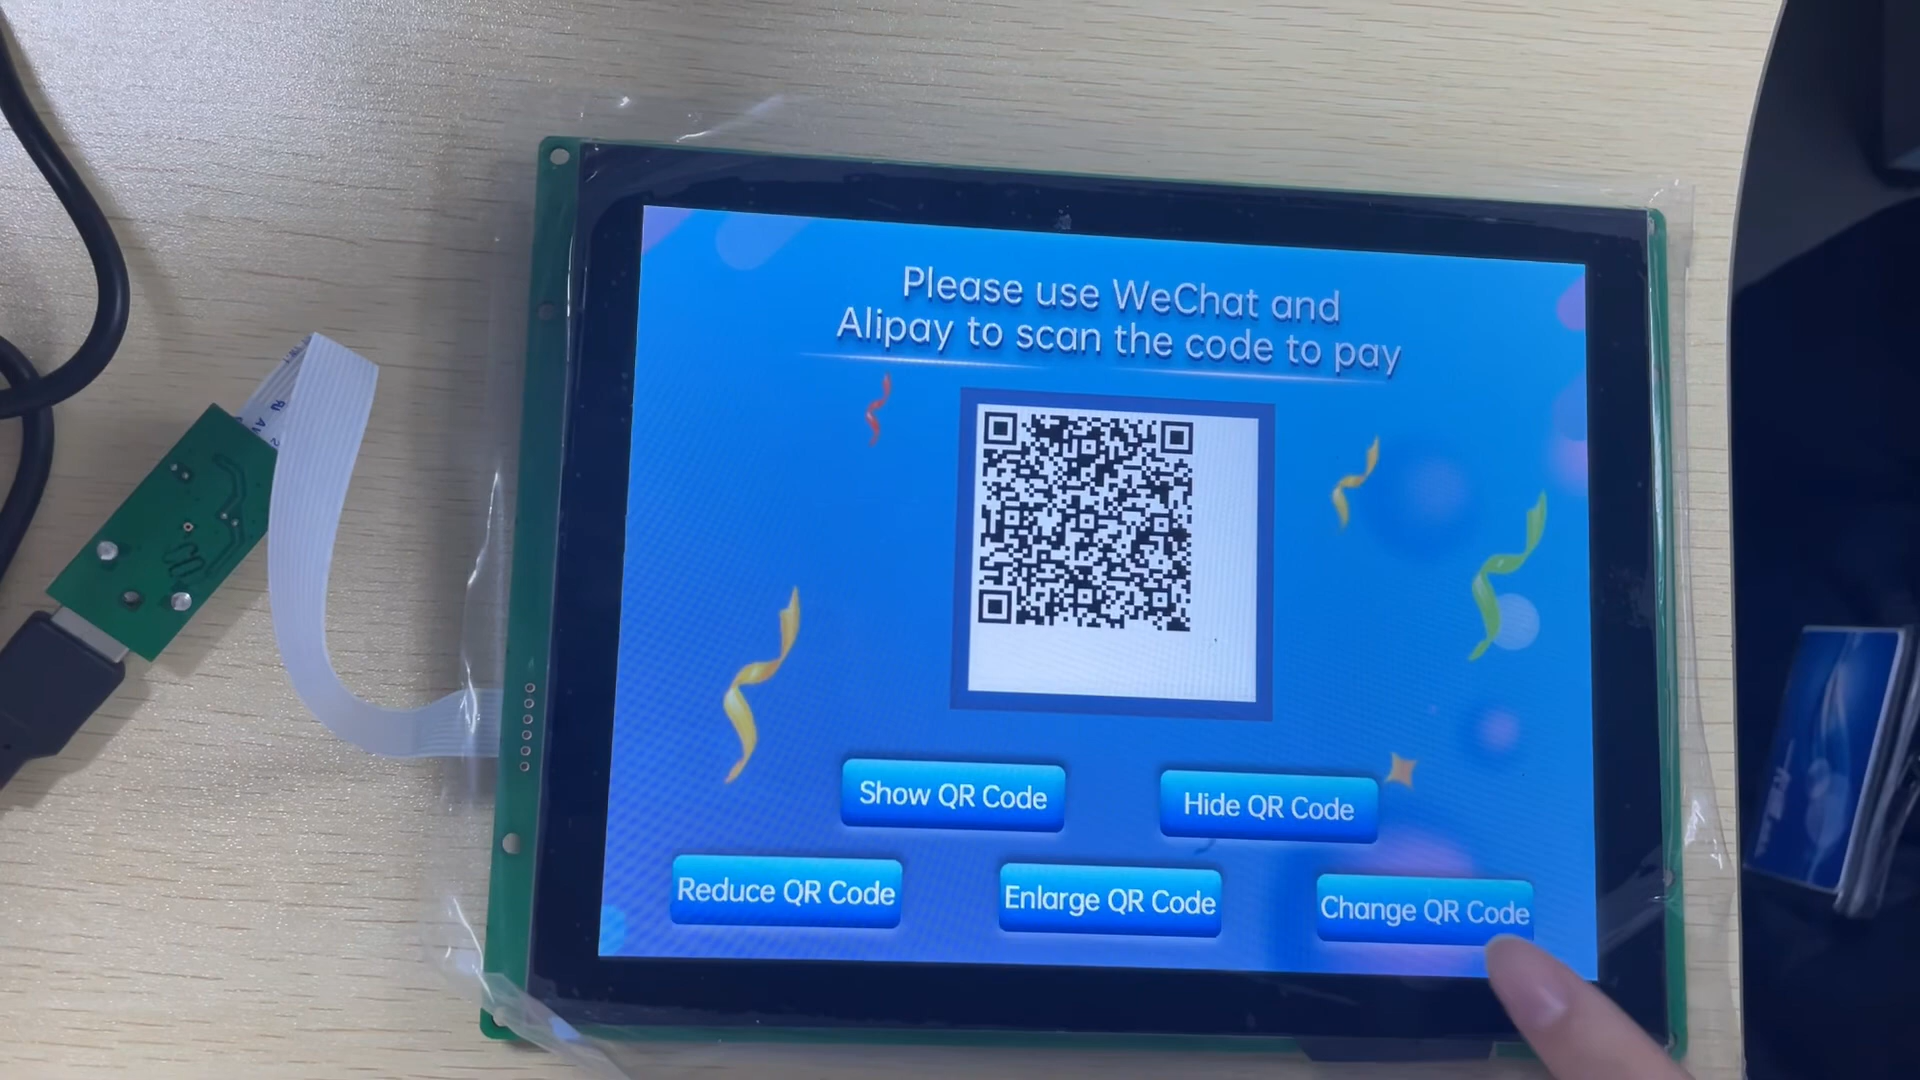 Please use WeChat and
Alipay to scan the code to pay
Show QR Code
Hide QR Code
Reduce QR Code
Enlarge QR Code
Change QR Code